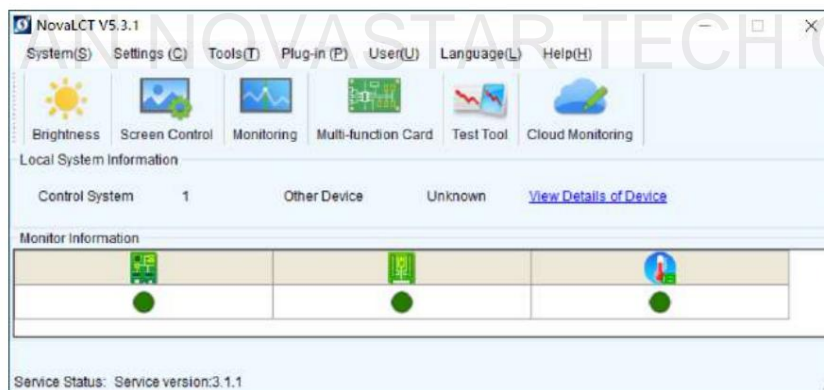 NovaLCT V5.3.1
AN NOVASTAR TECH C
System(S) Settings (C) Tools(T) Plug-in (P) User(U) Language(L) Help(H)
Brightness Screen Control Monitoring Multi-function Card Test Tool Cloud Monitoring
Local System Information
Control System 1 Other Device Unknown View Details of Device
Monitor Information
Service Status: Service version:3.1.1